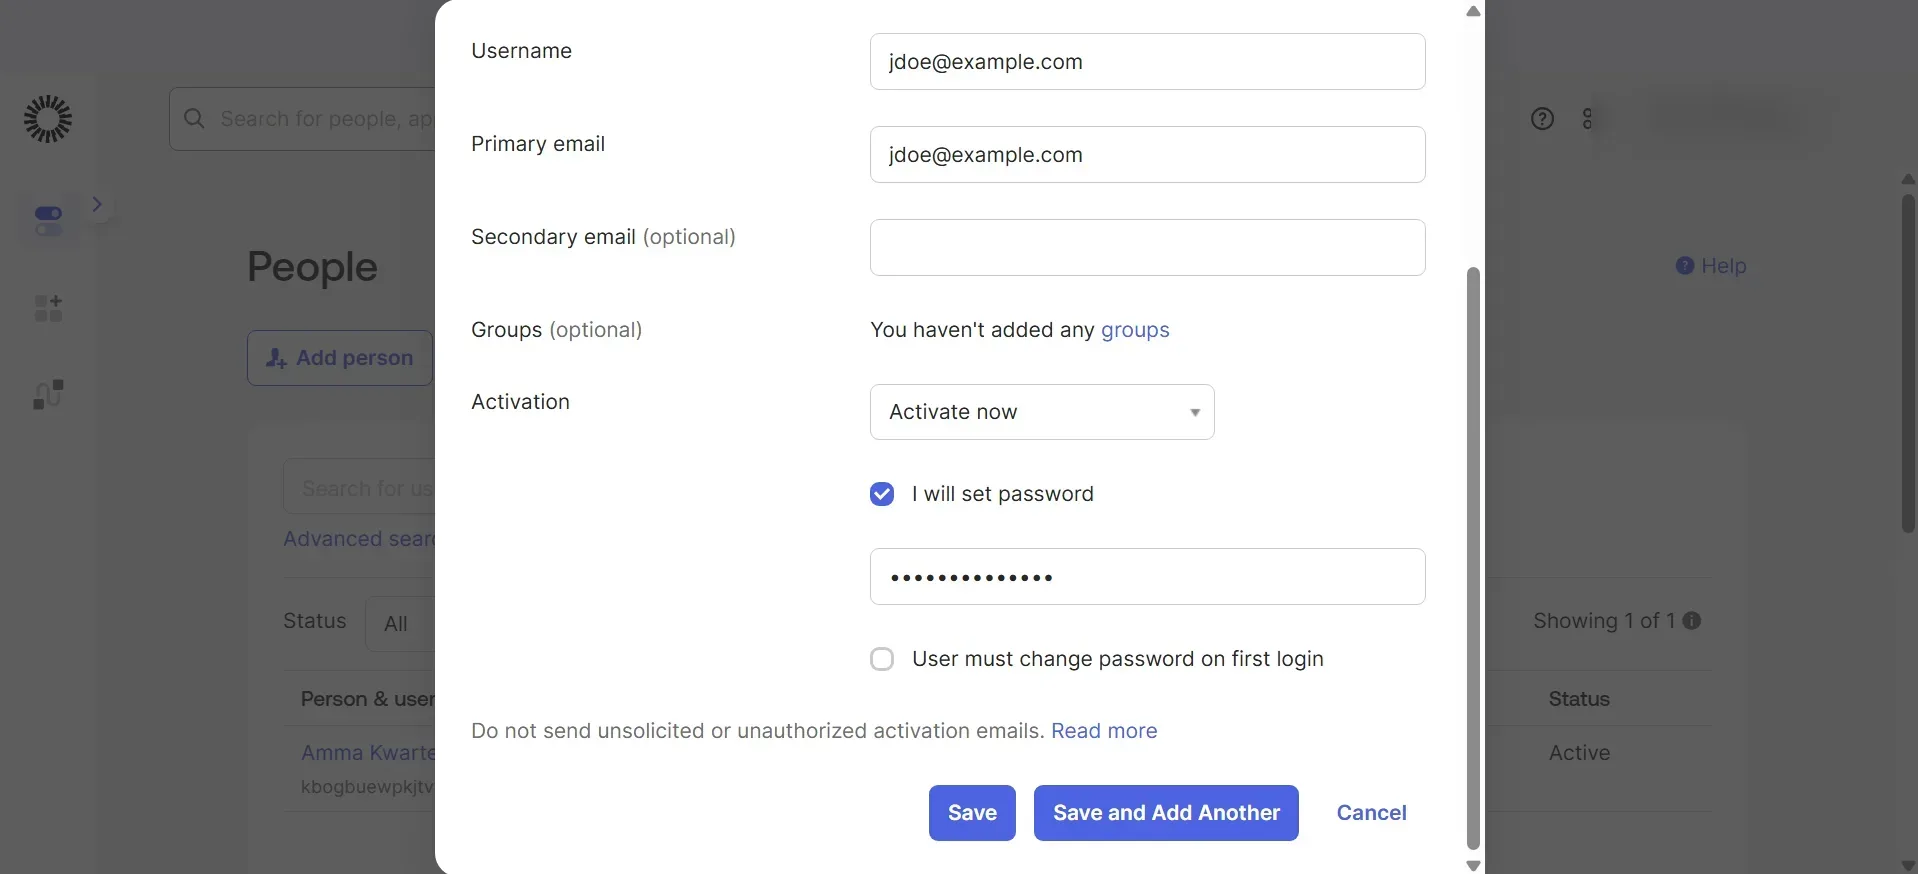 Username
jdoe@example.com
Search for people, ap
Primary email
jdoe@example.com
Secondary email (optional)
People
Help
Groups (optional)
You haven't added any groups
Add person
Activation
Activate now
Search for us
I will set password
Advanced sear
••••••••••••••
Status
All
Showing 1 of 1
User must change password on first login
Person & user
Status
Do not send unsolicited or unauthorized activation emails. Read more
Amma Kwarte
Active
kbogbuewpkjtv
Save
Save and Add Another
Cancel